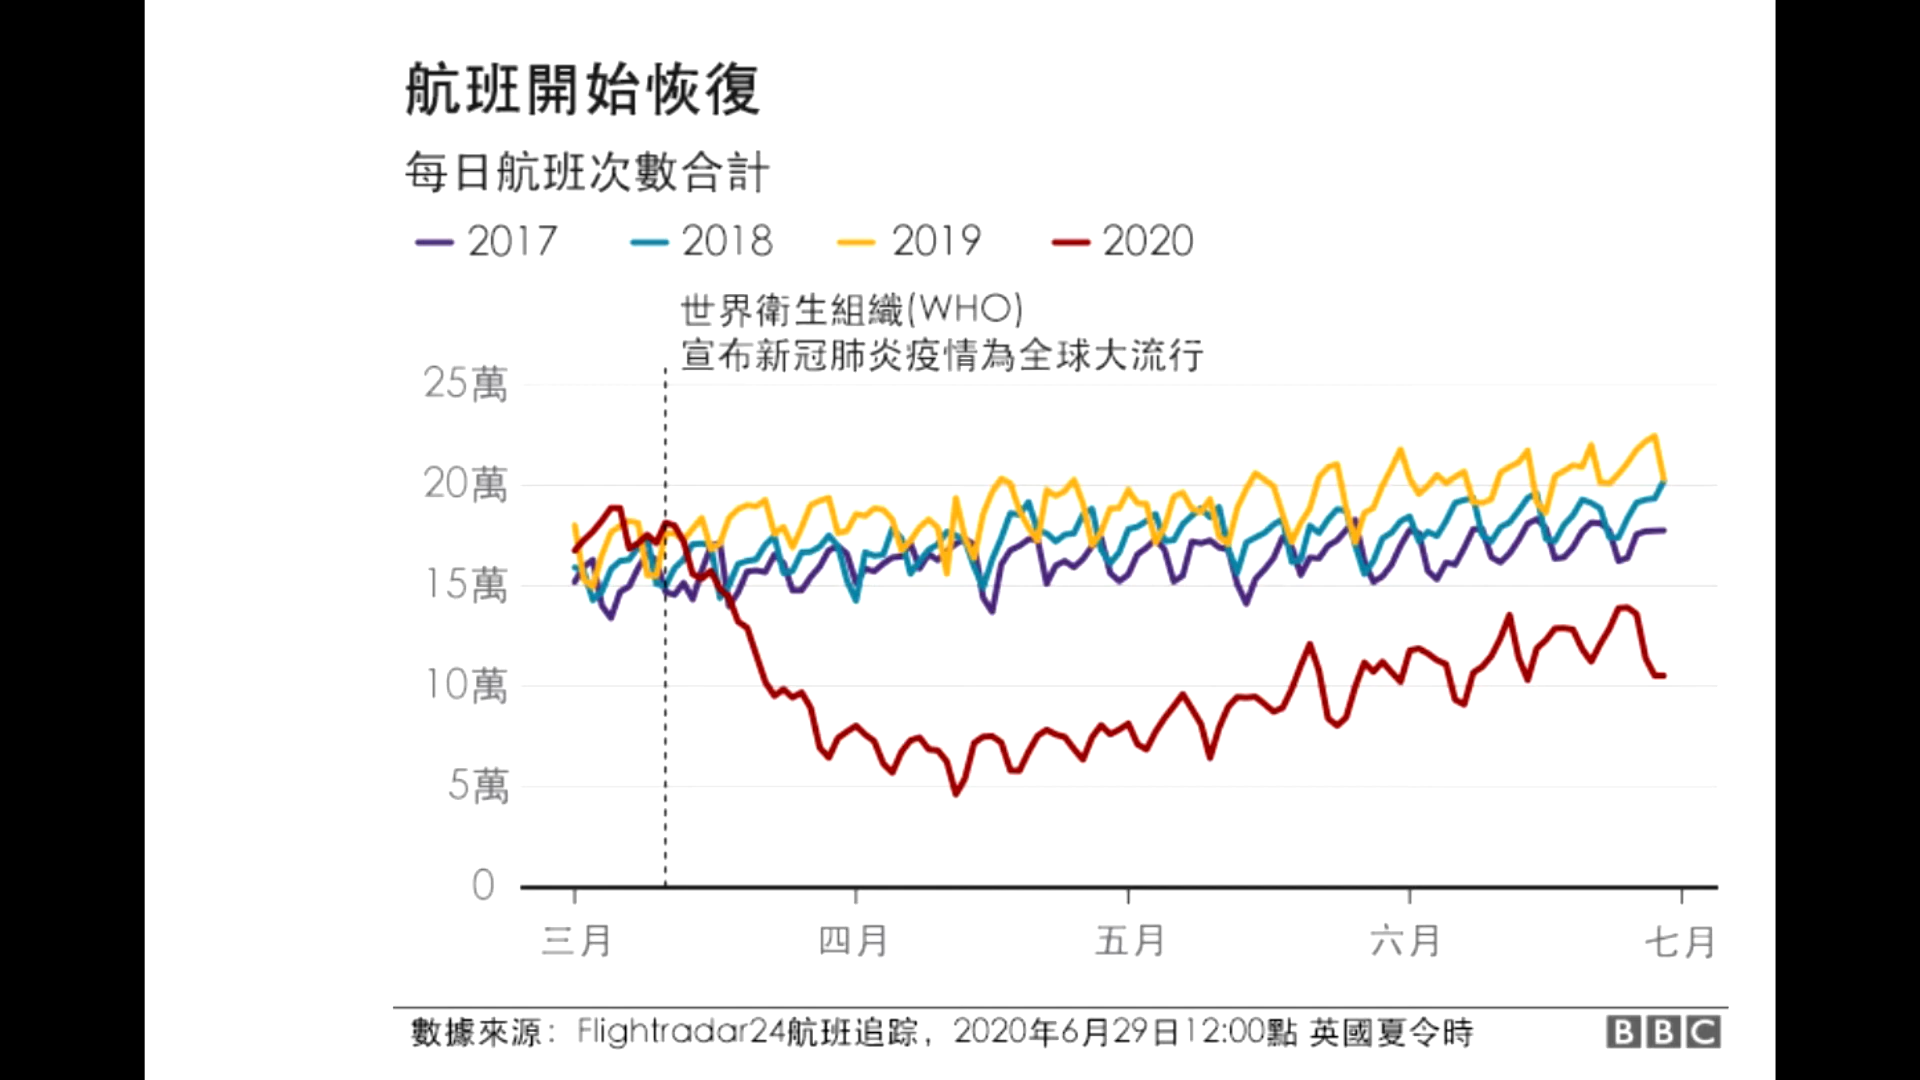 航班開始恢復
每日航班次數合計
2017 2018 2019 2020
世界衛生組織(WHO)
宣布新冠肺炎疫情為全球大流行
25萬
20萬
15萬
10萬
5萬
0
三月 四月 五月 六月 七月
數據來源：Flightradar24航班追踪，2020年6月29日12:00點 英國夏令時
BBC